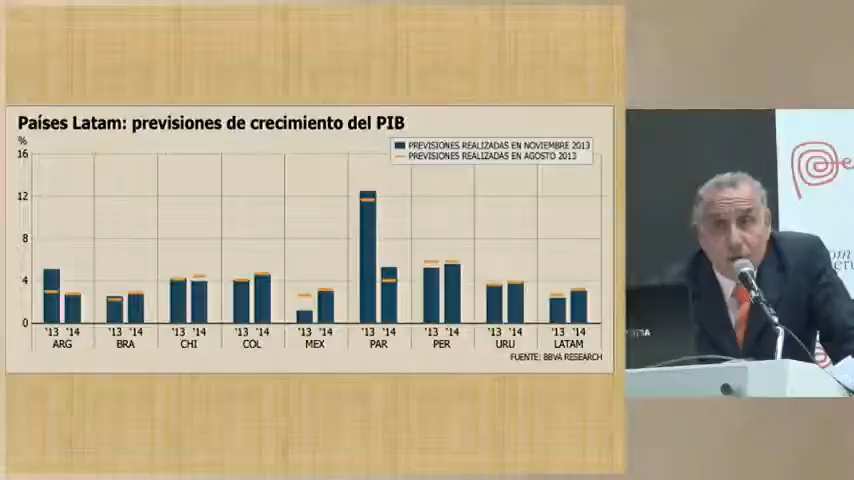 Países Latam: previsiones de crecimiento del PIB
%
PREVISIONES REALIZADAS EN NOVIEMBRE 2013
PREVISIONES REALIZADAS EN AGOSTO 2013
16
12
8
4
0
'13 '14 '13 '14 '13 '14 '13 '14 '13 '14 '13 '14 '13 '14 '13 '14 '13 '14
ARG BRA CHI COL MEX PAR PER URU LATAM
FUENTE: BBVA RESEARCH